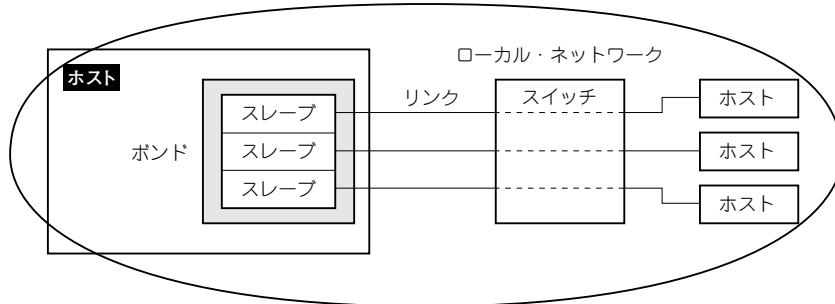 ローカル・ネットワーク
ホスト
ボンド
スレーブ
スレーブ
スレーブ
リンク
スイッチ
ホスト
ホスト
ホスト